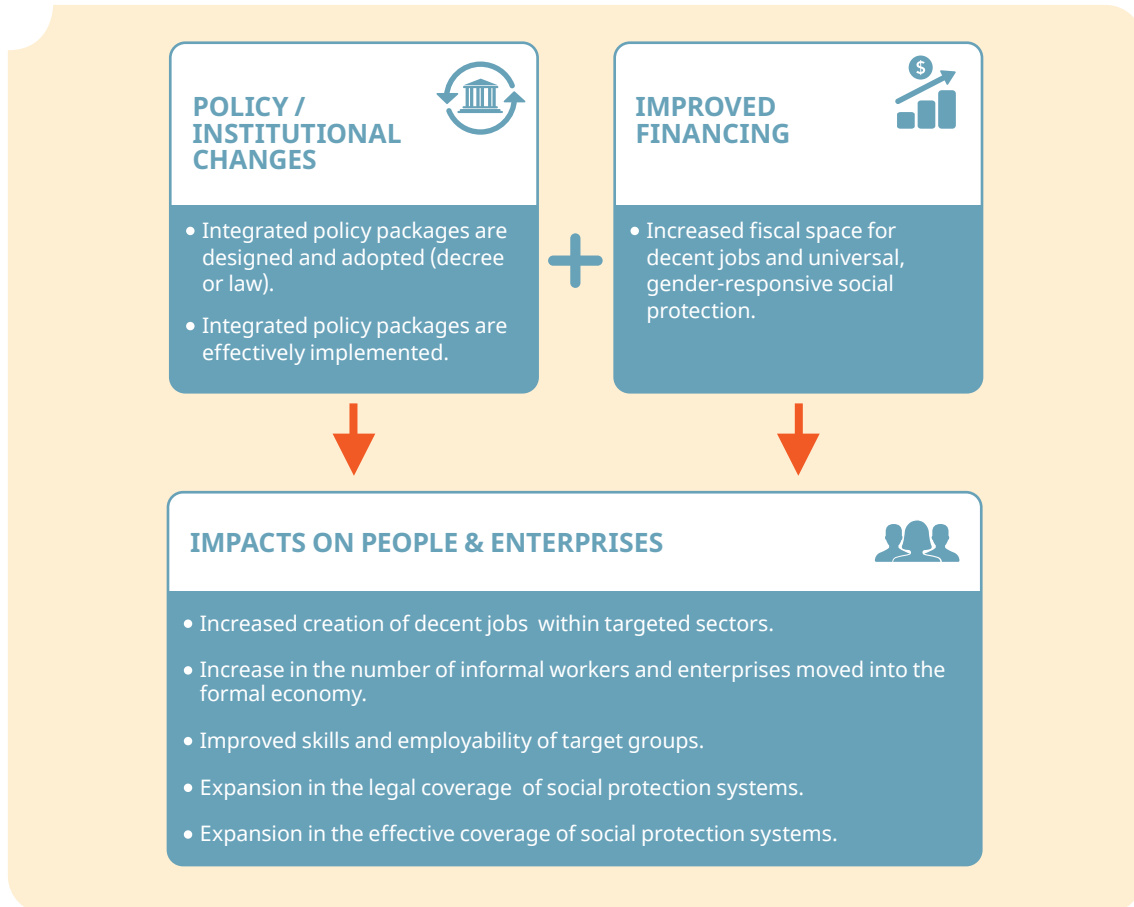 POLICY /
INSTITUTIONAL
CHANGES
• Integrated policy packages are
designed and adopted (decree
or law).
• Integrated policy packages are
effectively implemented.
$
IMPROVED
FINANCING
• Increased fiscal space for
decent jobs and universal,
gender-responsive social
protection.
IMPACTS ON PEOPLE & ENTERPRISES
• Increased creation of decent jobs  within targeted sectors.
• Increase in the number of informal workers and enterprises moved into the
formal economy.
• Improved skills and employability of target groups.
• Expansion in the legal coverage  of social protection systems.
• Expansion in the effective coverage of social protection systems.